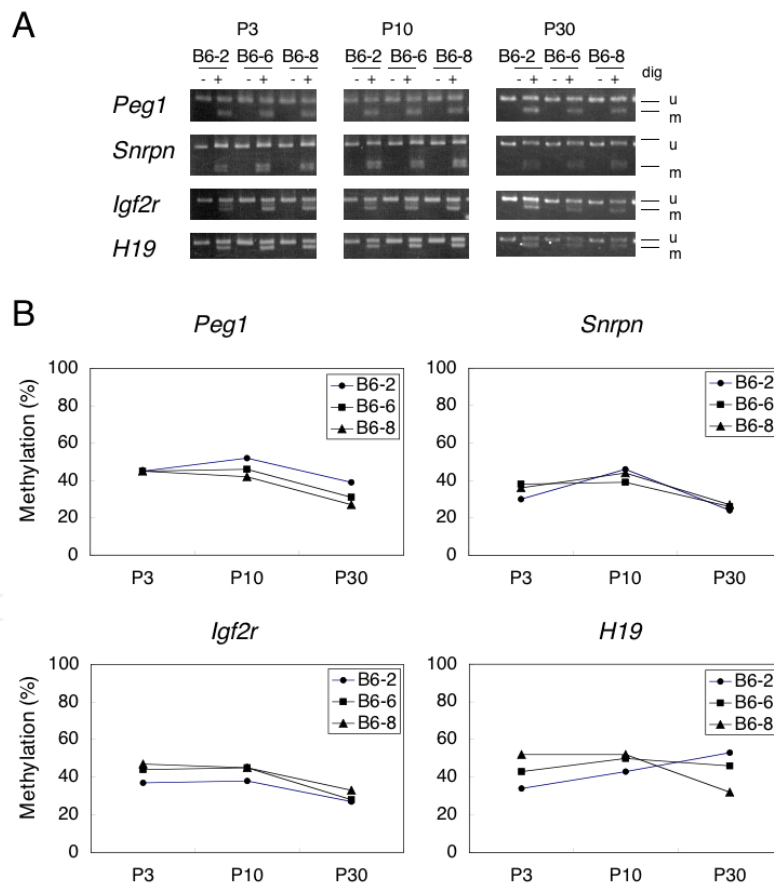 A
P3 P10 P30
B6-2 B6-6 B6-8 B6-2 B6-6 B6-8 B6-2 B6-6 B6-8
- + - + - + - + - + - + - + - + - + dig
Peg1 u
m
Snrpn u
m
Igf2r u
m
H19 u
m
B
Peg1
Methylation (%)
100
80
60
40
20
0
P3 P10 P30
B6-2
B6-6
B6-8
Snrpn
100
80
60
40
20
0
P3 P10 P30
B6-2
B6-6
B6-8
Igf2r
Methylation (%)
100
80
60
40
20
0
P3 P10 P30
B6-2
B6-6
B6-8
H19
100
80
60
40
20
0
P3 P10 P30
B6-2
B6-6
B6-8